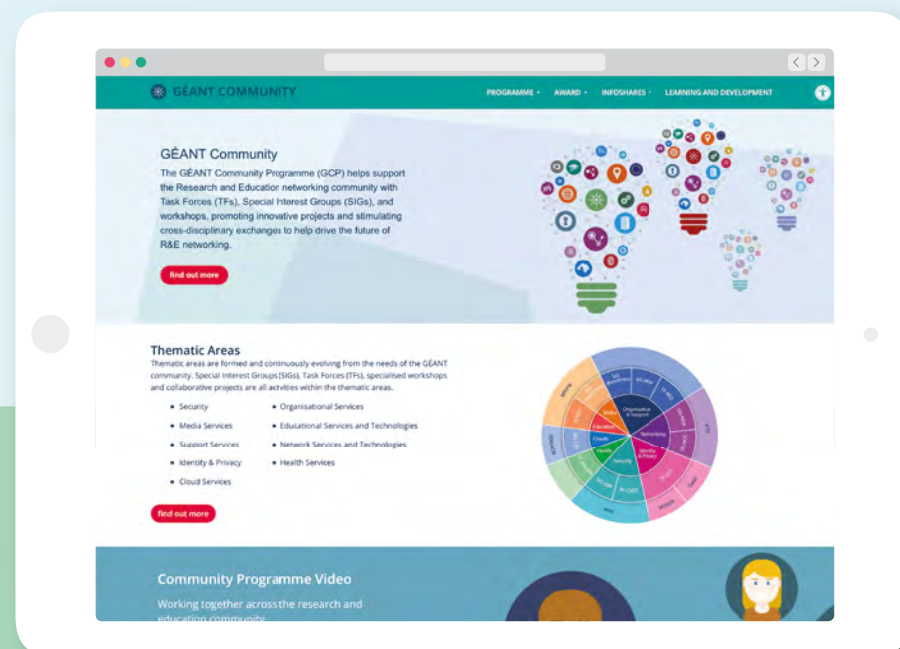 GÉANT COMMUNITY
PROGRAMME
AWARD
INFOSHARES
LEARNING AND DEVELOPMENT
GÉANT Community
The GÉANT Community Programme (GCP) helps support
the Research and Education networking community with
Task Forces (TFs), Special Interest Groups (SIGs), and
workshops, promoting innovative projects and stimulating
cross-disciplinary exchanges to help drive the future of
R&E networking.
find out more
Thematic Areas
Thematic areas are formed and continuously evolving from the needs of the GÉANT
community. Special Interest Groups(SIGs), Task Forces (TFs), specialised workshops
and collaborative projects are all actvities within the thematic areas.
• Security
• Media Services
• Support Services
• Identity & Privacy
• Cloud Services
• Organisational Services
• Educational Services and Technologies
• Network Services and Technologies
• Health Services
find out more
Organisation
& Support
Networking
Identity
& Privacy
Security
Health
Clouds
Education
Media
Community Programme Video
Working together across the research and
education community